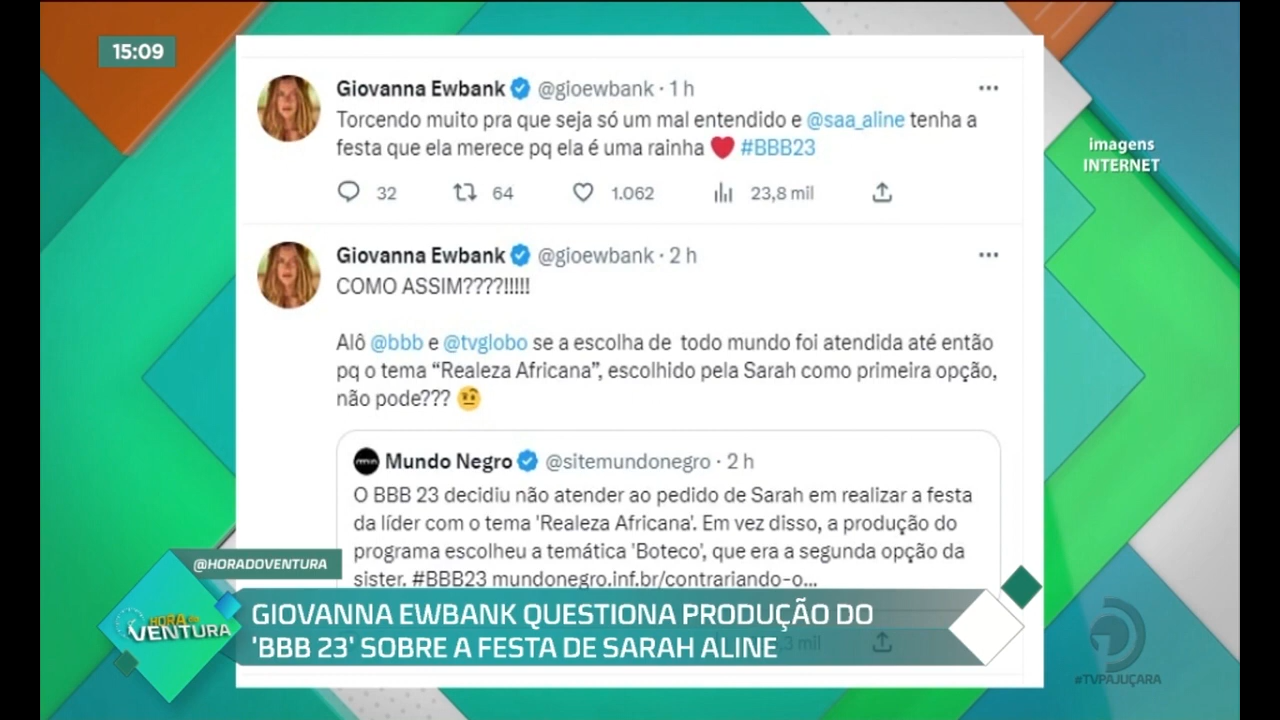 15:09
imagens
INTERNET
Giovanna Ewbank @gioewbank · 1 h
Torcendo muito pra que seja só um mal entendido e @saa_aline tenha a
festa que ela merece pq ela é uma rainha ❤️ #BBB23
32 64 1.062 23,8 mil
Giovanna Ewbank @gioewbank · 2 h
COMO ASSIM????!!!!!
Alô @bbb e @tvglobo se a escolha de todo mundo foi atendida até então
pq o tema “Realeza Africana”, escolhido pela Sarah como primeira opção,
não pode??? 🤨
Mundo Negro @sitemundonegro · 2 h
O BBB 23 decidiu não atender ao pedido de Sarah em realizar a festa
da líder com o tema 'Realeza Africana'. Em vez disso, a produção do
programa escolheu a temática 'Boteco', que era a segunda opção da
sister. #BBB23 mundonegro.inf.br/contrariando-o...
@HORADOVENTURA
HORA DO
VENTURA
GIOVANNA EWBANK QUESTIONA PRODUÇÃO DO
'BBB 23' SOBRE A FESTA DE SARAH ALINE
mil
#TVPAJUÇARA